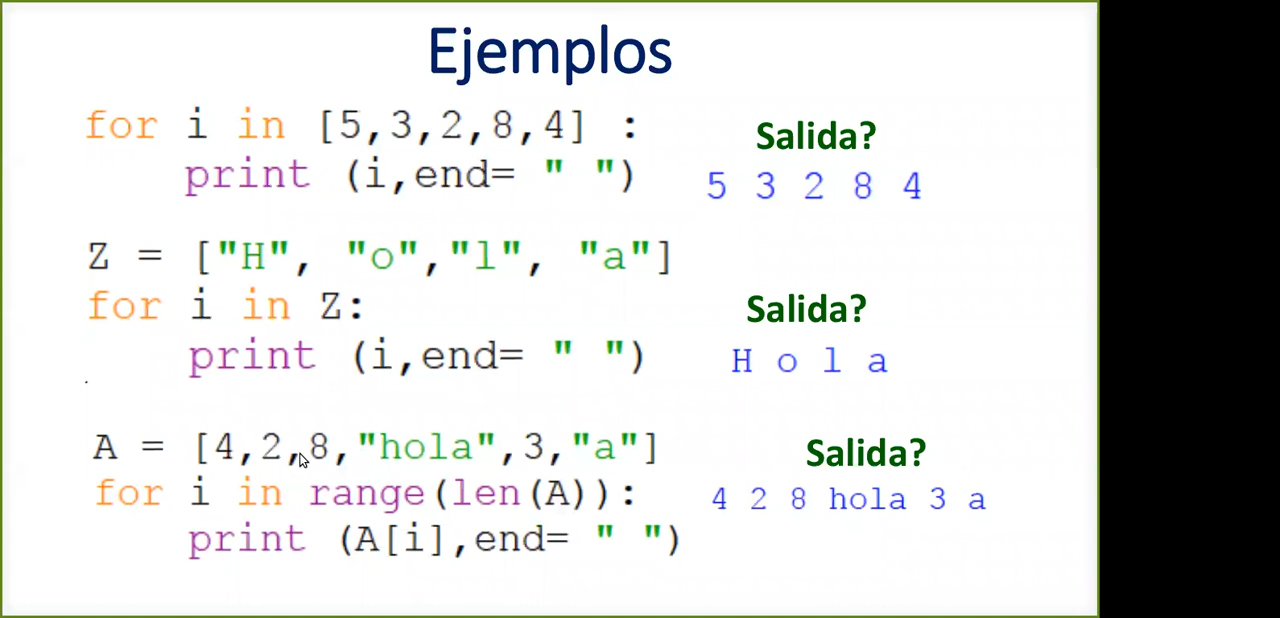 Ejemplos
for i in [5,3,2,8,4] :
print (i,end= " ")
Salida?
5 3 2 8 4
Z = ["H", "o","l", "a"]
for i in Z:
print (i,end= " ")
Salida?
H o l a
A = [4,2,8,"hola",3,"a"]
for i in range(len(A)):
print (A[i],end= " ")
Salida?
4 2 8 hola 3 a